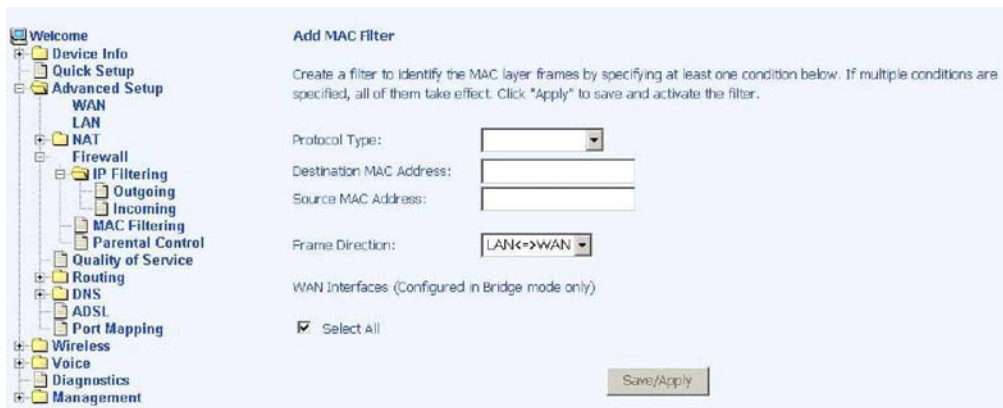 Welcome
Device Info
Quick Setup
Advanced Setup
WAN
LAN
NAT
Firewall
IP Filtering
Outgoing
Incoming
MAC Filtering
Parental Control
Quality of Service
Routing
DNS
ADSL
Port Mapping
Wireless
Voice
Diagnostics
Management
Add MAC Filter
Create a filter to identify the MAC layer frames by specifying at least one condition below. If multiple conditions are
specified, all of them take effect. Click "Apply" to save and activate the filter.
Protocol Type:
Destination MAC Address:
Source MAC Address:
Frame Direction: LAN<=>WAN
WAN Interfaces (Configured in Bridge mode only)
Select All
Save/Apply